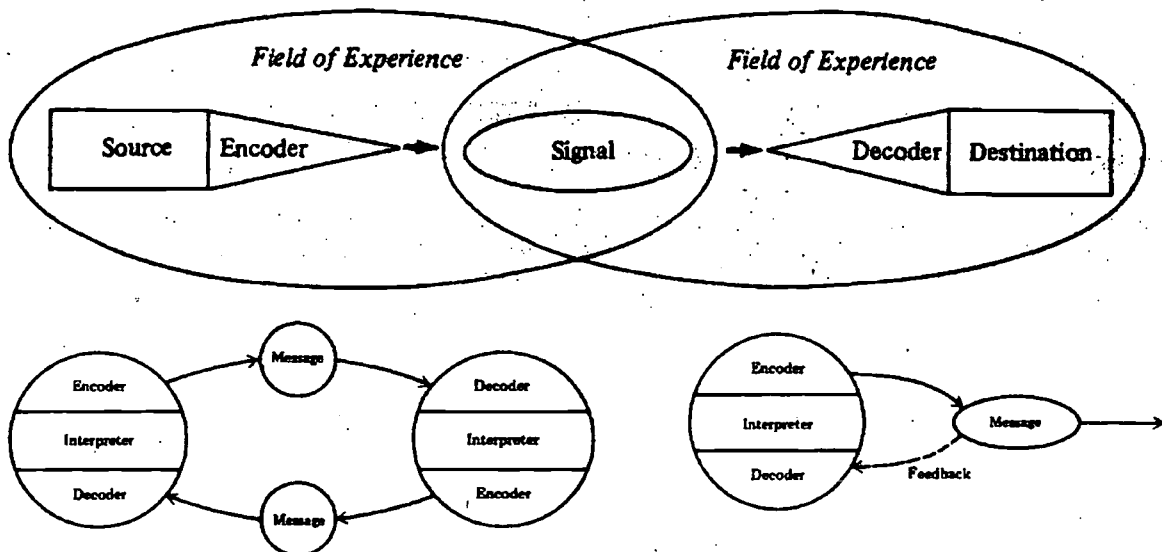 Field of Experience
Field of Experience
Source
Encoder
Signal
Decoder
Destination
Message
Encoder
Interpreter
Decoder
Decoder
Interpreter
Encoder
Message
Encoder
Interpreter
Decoder
Message
Feedback